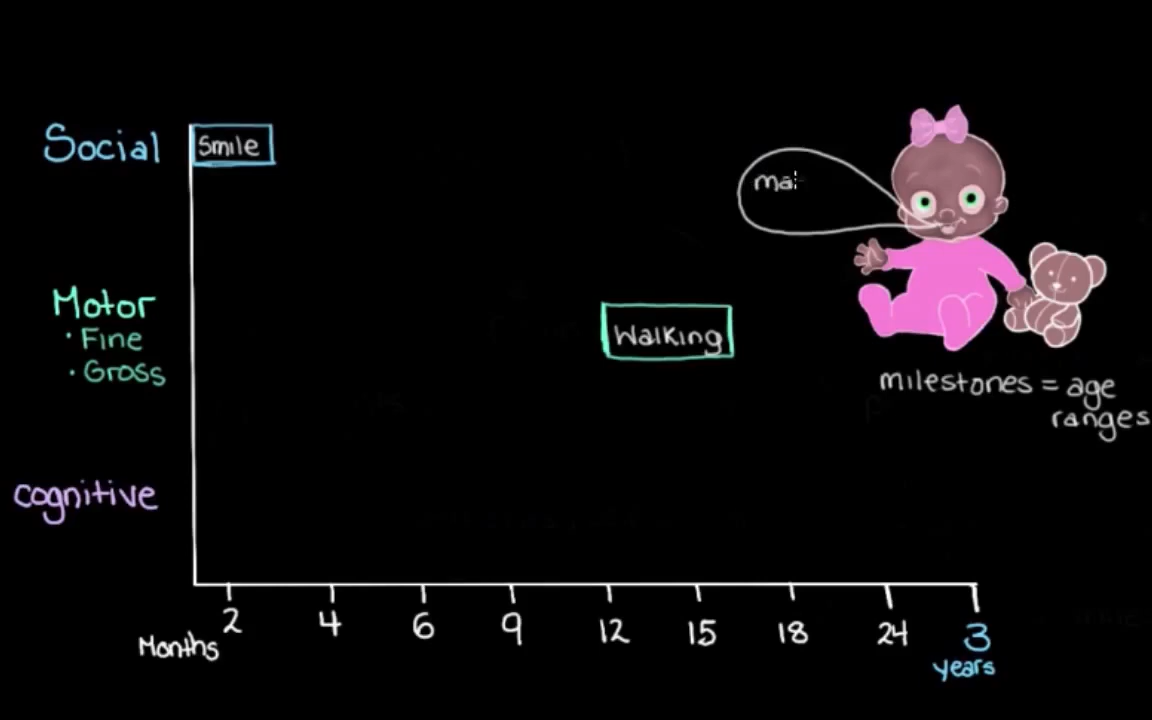 Social
Smile
ma
Motor
· Fine
· Gross
Walking
milestones = age
ranges
cognitive
2 4 6 9 12 15 18 24 3
Months
years